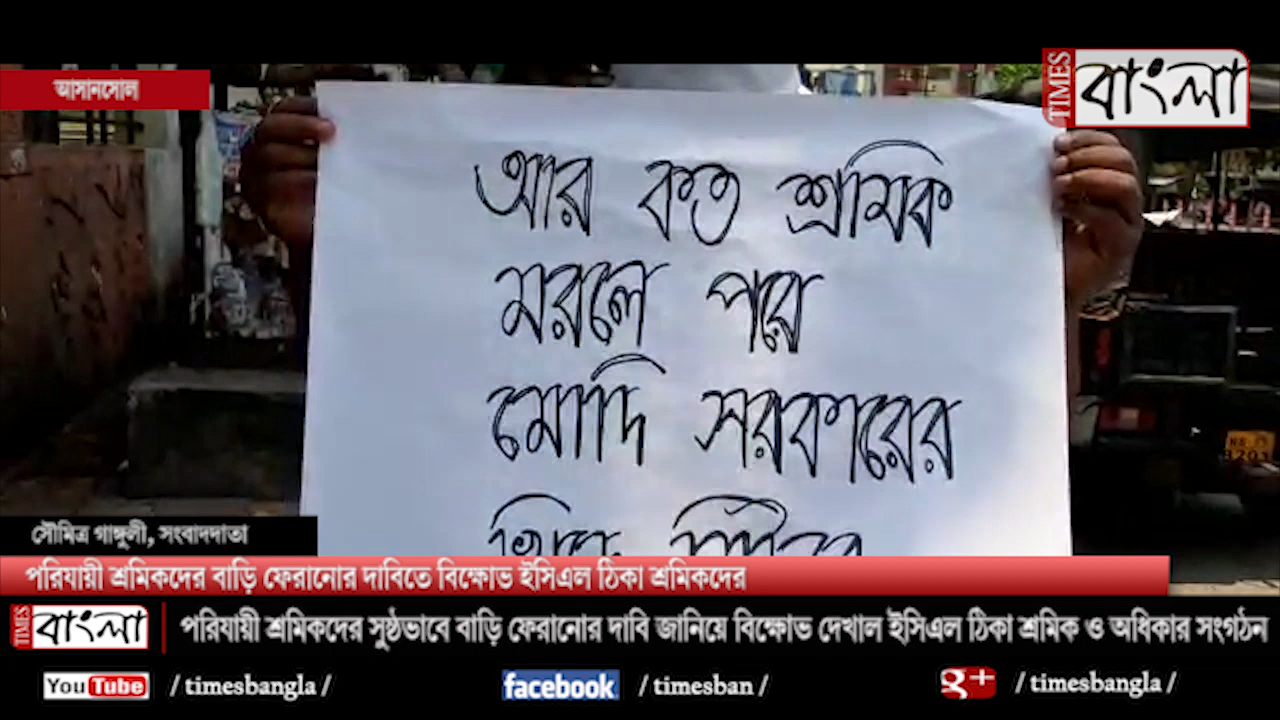 আসানসোল
TIMES বাংলা
আর কত শ্রমিক
মরলে পরে
মোদি সরকারের
সৌমিত্র গাঙ্গুলী, সংবাদদাতা
পরিযায়ী শ্রমিকদের বাড়ি ফেরানোর দাবিতে বিক্ষোভ ইসিএল ঠিকা শ্রমিকদের
TIMES বাংলা পরিযায়ী শ্রমিকদের সুষ্ঠভাবে বাড়ি ফেরানোর দাবি জানিয়ে বিক্ষোভ দেখাল ইসিএল ঠিকা শ্রমিক ও অধিকার সংগঠন
YouTube / timesbangla / facebook / timesban / g+ / timesbangla /